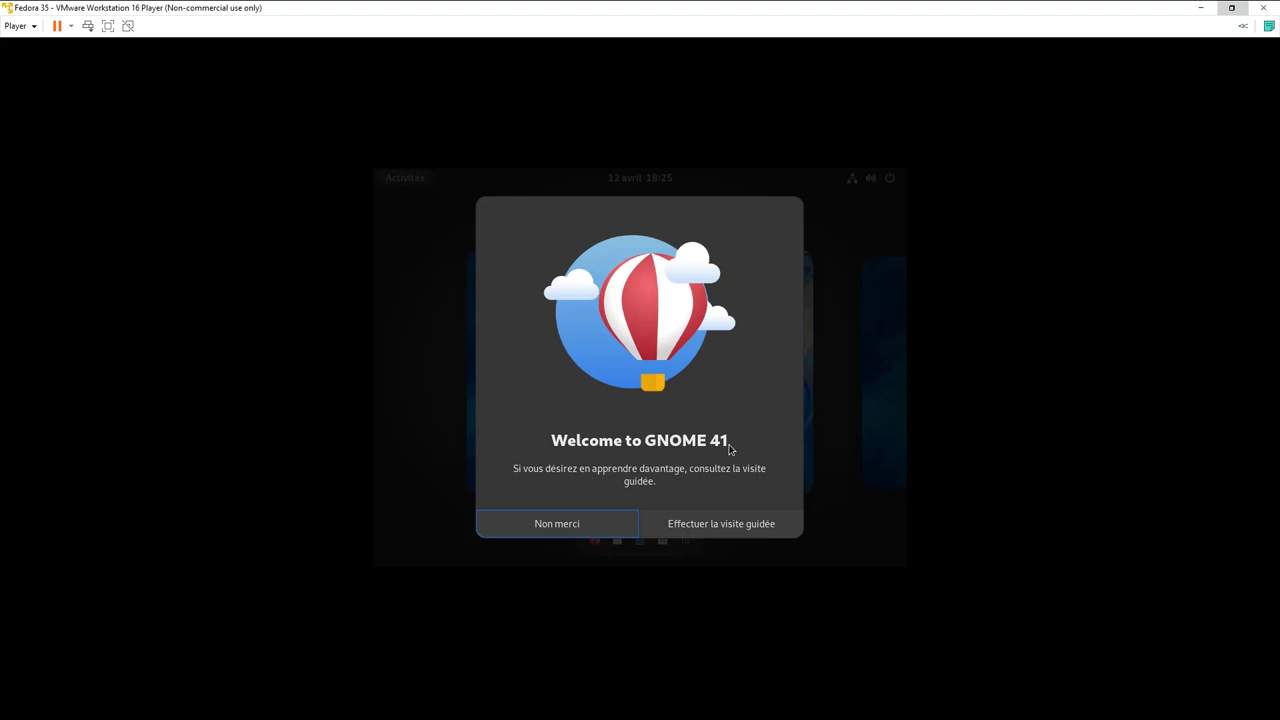 Fedora 35 - VMware Workstation 16 Player (Non-commercial use only)
Player
Activités
12 avril 18:25
Welcome to GNOME 41
Si vous désirez en apprendre davantage, consultez la visite
guidée.
Non merci
Effectuer la visite guidée